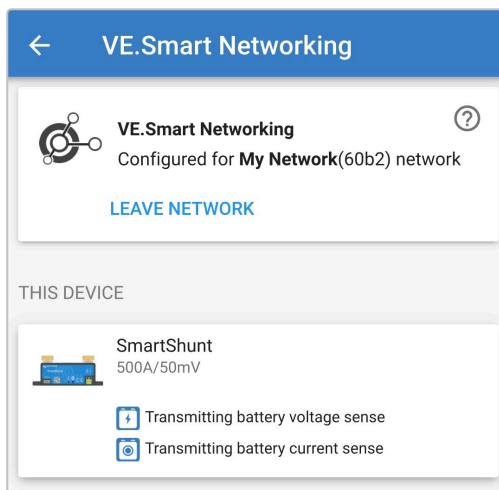 VE.Smart Networking
VE.Smart Networking
Configured for My Network(60b2) network
LEAVE NETWORK
THIS DEVICE
SmartShunt
500A/50mV
Transmitting battery voltage sense
Transmitting battery current sense